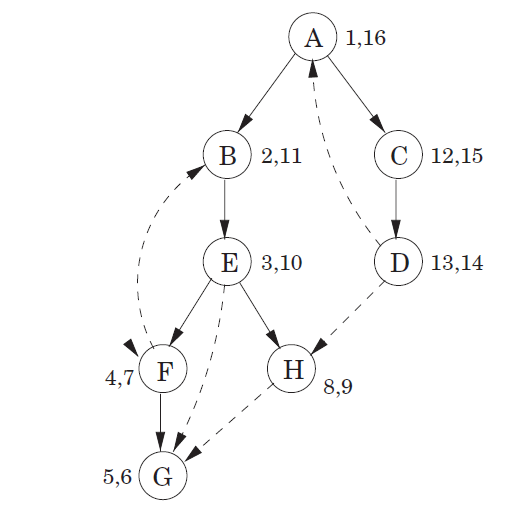 A 1,16
B 2,11 C 12,15
E 3,10 D 13,14
4,7 F H 8,9
5,6 G